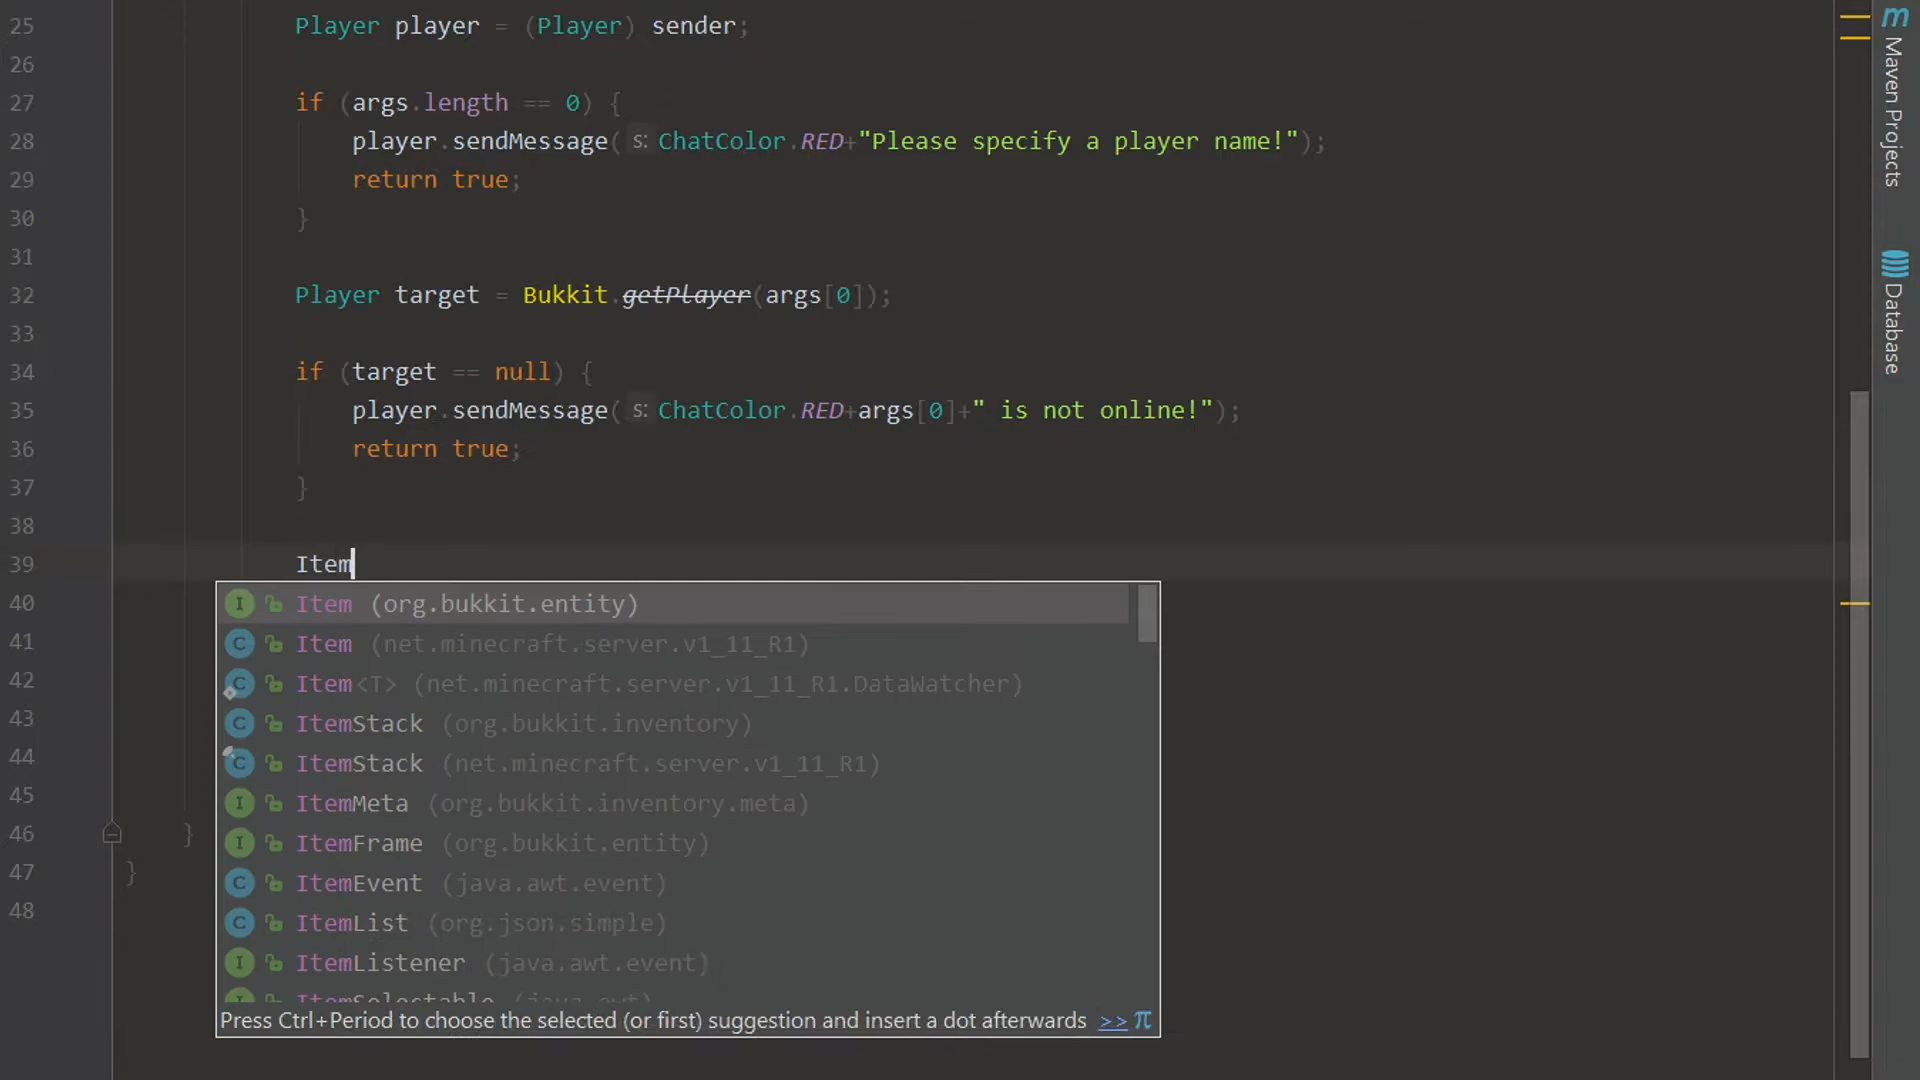 25 Player player = (Player) sender;
26
27 if (args.length == 0) {
28 player.sendMessage( s: ChatColor.RED+"Please specify a player name!");
29 return true;
30 }
31
32 Player target = Bukkit.getPlayer(args[0]);
33
34 if (target == null) {
35 player.sendMessage( s: ChatColor.RED+args[0]+" is not online!");
36 return true;
37 }
38
39 Item
40 I Item (org.bukkit.entity)
41 C Item (net.minecraft.server.v1_11_R1)
42 C Item<T> (net.minecraft.server.v1_11_R1.DataWatcher)
43 C ItemStack (org.bukkit.inventory)
44 C ItemStack (net.minecraft.server.v1_11_R1)
45 I ItemMeta (org.bukkit.inventory.meta)
46 } I ItemFrame (org.bukkit.entity)
47 } C ItemEvent (java.awt.event)
48 C ItemList (org.json.simple)
I ItemListener (java.awt.event)
I ItemSelectable (java.awt)
Press Ctrl+Period to choose the selected (or first) suggestion and insert a dot afterwards >> π
m Maven Projects
Database